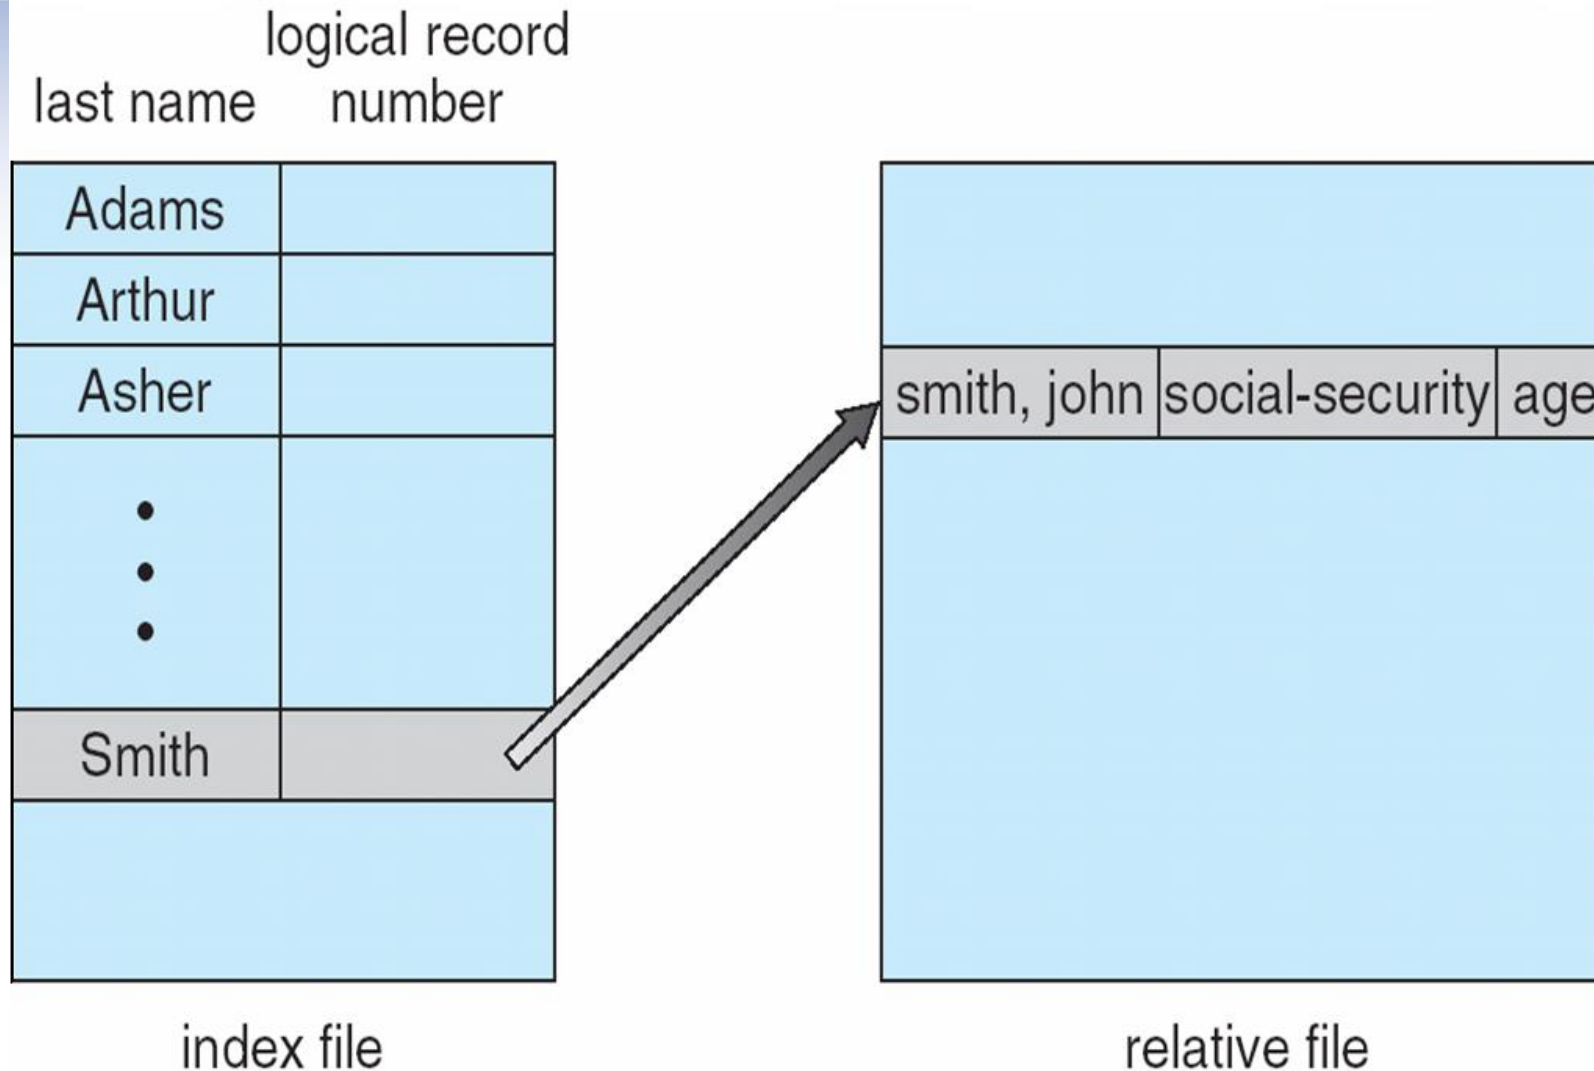 logical record
last name number
Adams
Arthur
Asher
smith, john social-security age
Smith
index file relative file